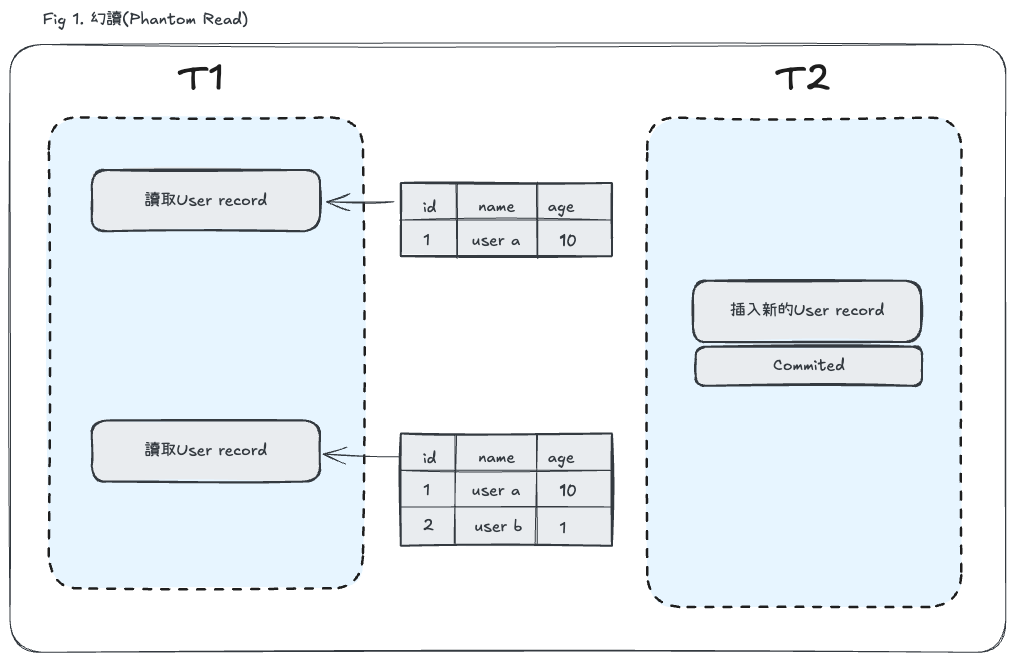 Fig 1. 幻讀(Phantom Read)
T1
T2
讀取User record
id name age
1 user a 10
插入新的User record
Commited
讀取User record
id name age
1 user a 10
2 user b 1